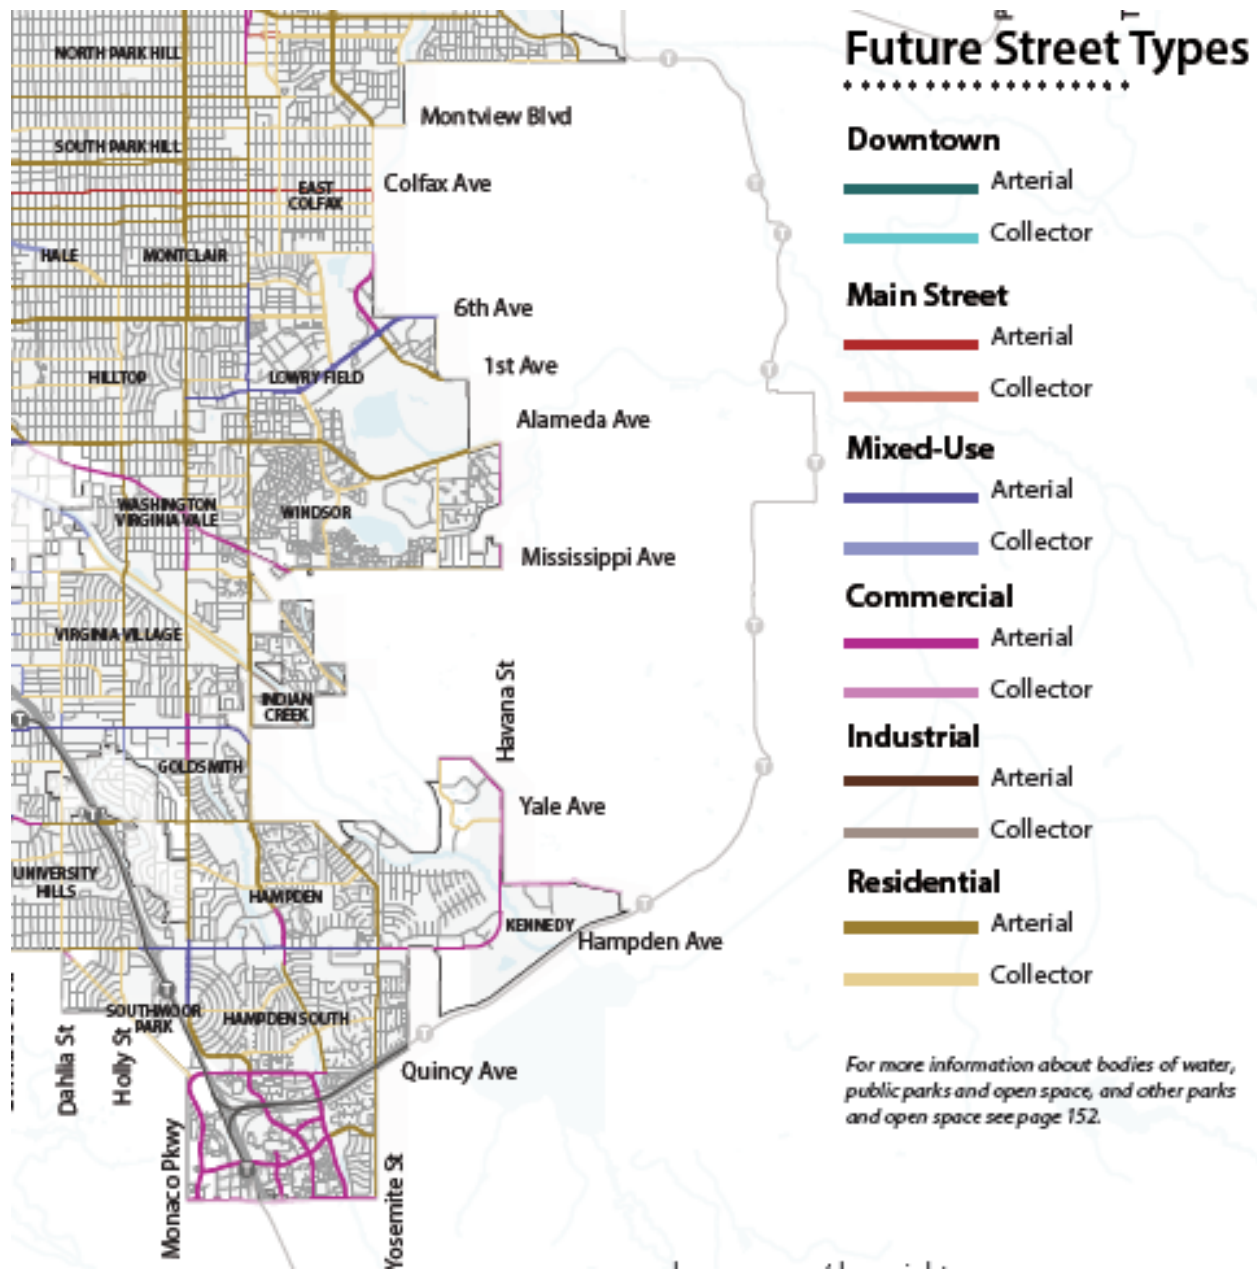 Future Street Types
Downtown
Arterial
Collector
Main Street
Arterial
Collector
Mixed-Use
Arterial
Collector
Commercial
Arterial
Collector
Industrial
Arterial
Collector
Residential
Arterial
Collector
For more information about bodies of water,
public parks and open space, and other parks
and open space see page 152.
NORTH PARK HILL
Montview Blvd
SOUTH PARK HILL
Colfax Ave
EAST
COLFAX
HALE
MONTCLAIR
6th Ave
1st Ave
HILLTOP
LOWRY FIELD
Alameda Ave
WASHINGTON
VIRGINIA VALE
WINDSOR
Mississippi Ave
VIRGINIA VILLAGE
INDIAN
CREEK
Havana St
GOLDSMITH
Yale Ave
UNIVERSITY
HILLS
HAMPDEN
KENNEDY
Hampden Ave
SOUTHMOOR
PARK
HAMPDEN SOUTH
Dahlia St
Holly St
Quincy Ave
Monaco Pkwy
Yosemite St
T
T
T
T
T
T
T
T
T
T
T
T
T
T